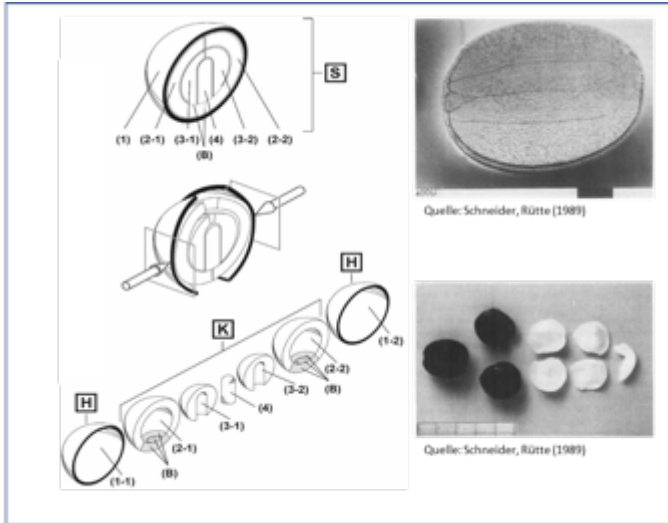 S
(1) (2-1) (3-1) (4) (3-2) (2-2)
(B)
H
(1-2)
K
(2-2)
(B)
(3-2)
(4)
(3-1)
H
(2-1)
(B)
(1-1)
Quelle: Schneider, Rütte (1989)
Quelle: Schneider, Rütte (1989)